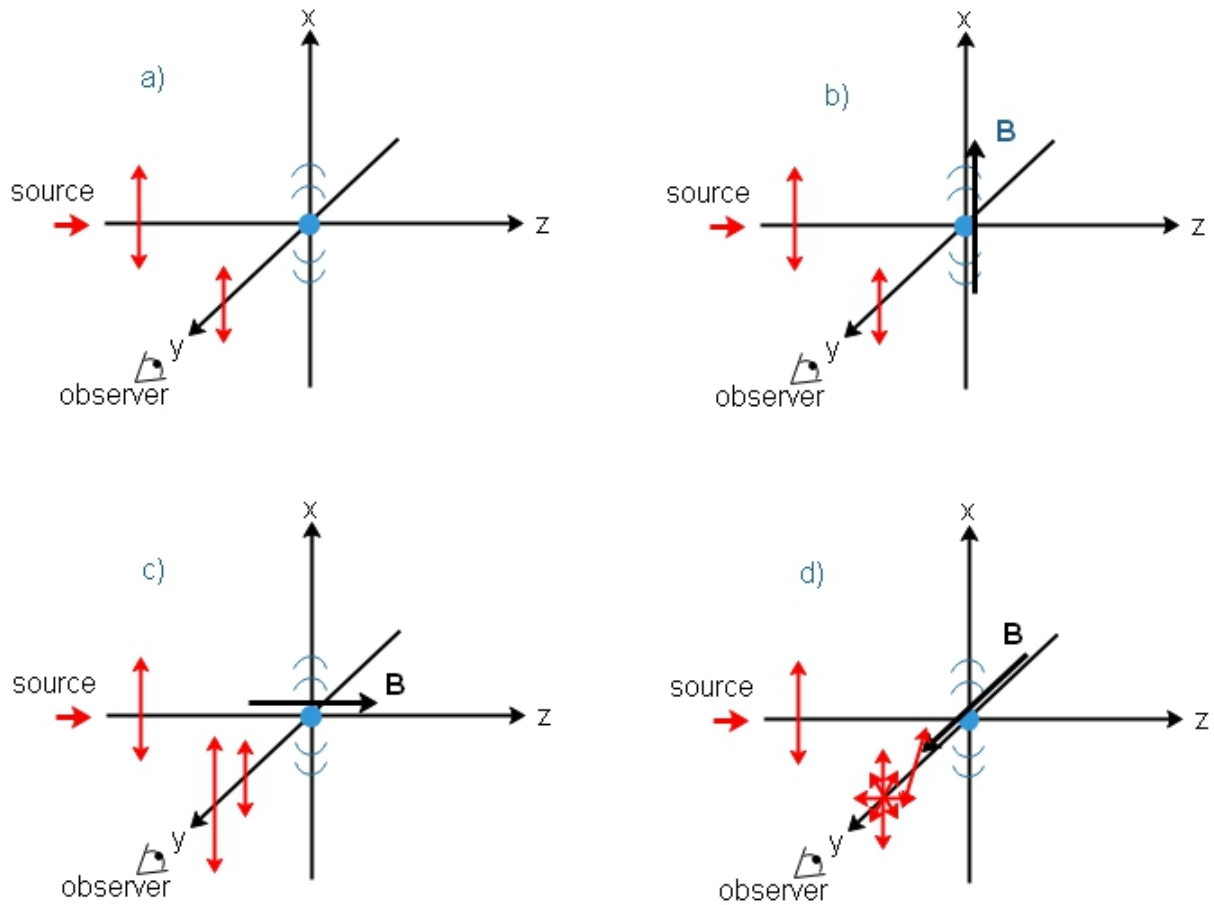 x
a)
source
z
y
observer
x
b)
B
source
z
y
observer
x
c)
source
B
z
y
observer
x
d)
B
source
z
y
observer